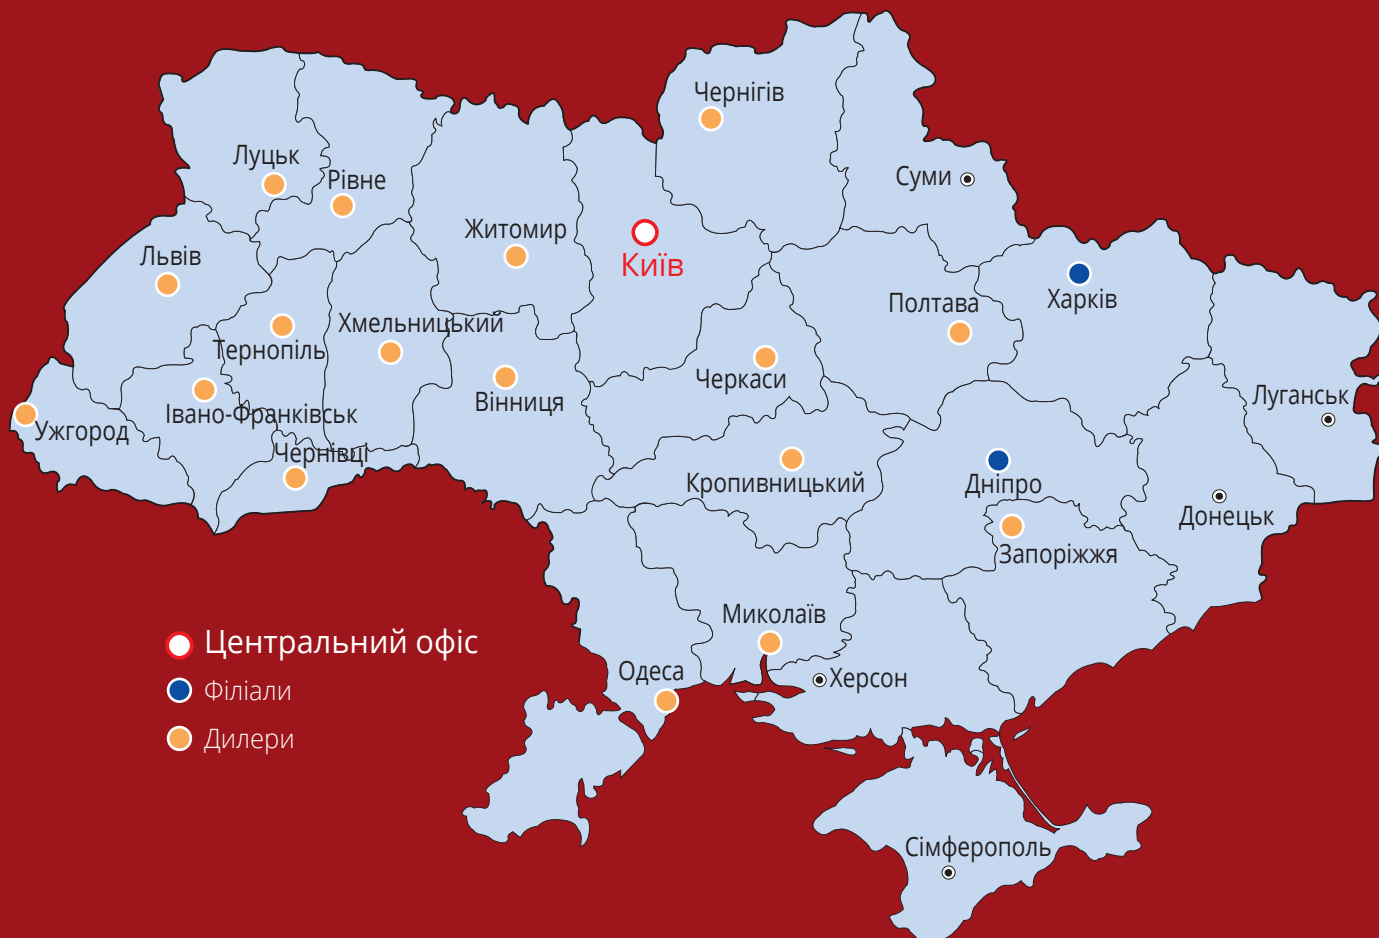 Чернігів
Луцьк
Рівне
Суми
Житомир
Київ
Львів
Харків
Полтава
Хмельницький
Тернопіль
Черкаси
Луганськ
Вінниця
Івано-Франківськ
Ужгород
Чернівці
Кропивницький
Дніпро
Донецьк
Запоріжжя
Миколаїв
Одеса
Херсон
Центральний офіс
Філіали
Дилери
Сімферополь